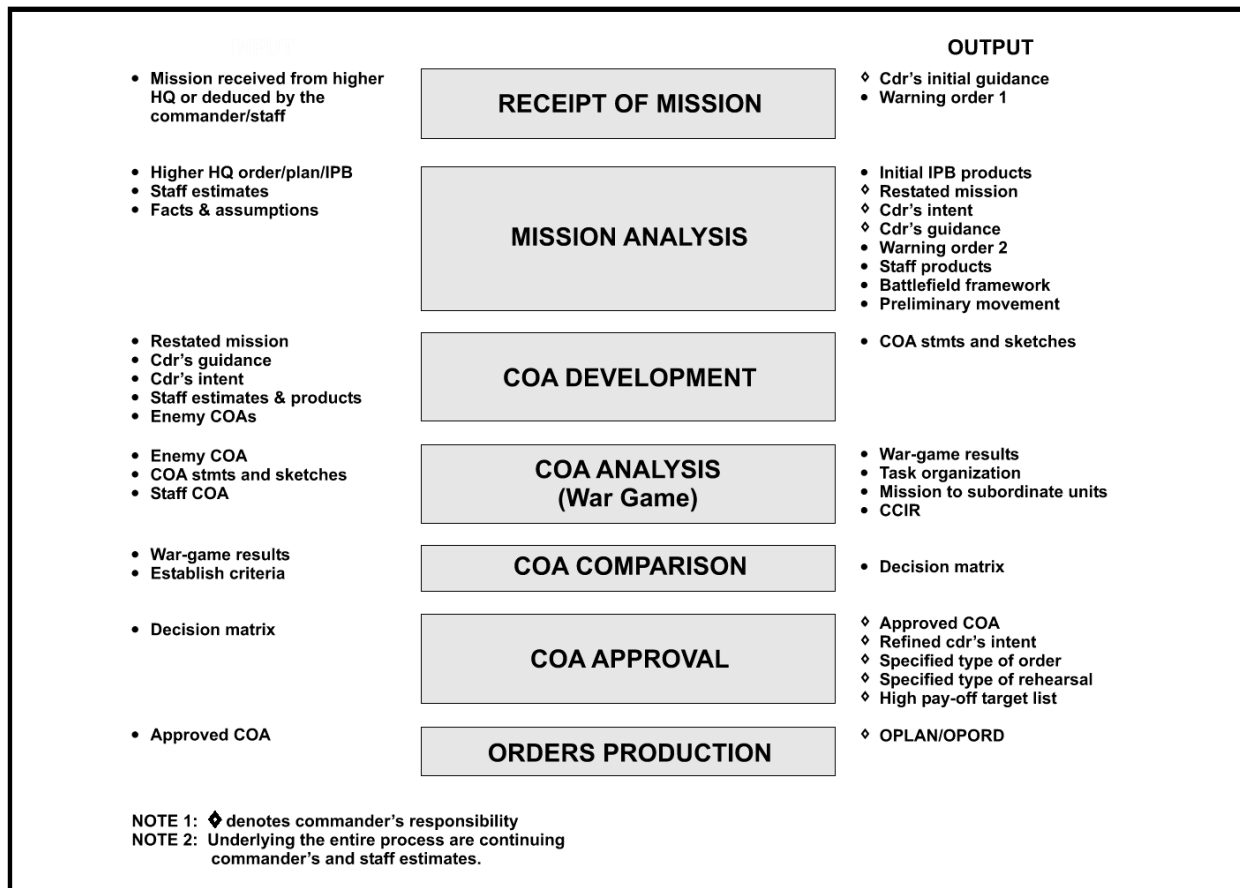 OUTPUT
• Mission received from higher
HQ or deduced by the
commander/staff
RECEIPT OF MISSION
◊ Cdr's initial guidance
• Warning order 1
• Higher HQ order/plan/IPB
• Staff estimates
• Facts & assumptions
MISSION ANALYSIS
• Initial IPB products
◊ Restated mission
◊ Cdr's intent
◊ Cdr's guidance
• Warning order 2
• Staff products
• Battlefield framework
• Preliminary movement
• Restated mission
• Cdr's guidance
• Cdr's intent
• Staff estimates & products
• Enemy COAs
COA DEVELOPMENT
• COA stmts and sketches
• Enemy COA
• COA stmts and sketches
• Staff COA
COA ANALYSIS
(War Game)
• War-game results
• Task organization
• Mission to subordinate units
• CCIR
• War-game results
• Establish criteria
COA COMPARISON
• Decision matrix
• Decision matrix
COA APPROVAL
◊ Approved COA
◊ Refined cdr's intent
◊ Specified type of order
◊ Specified type of rehearsal
◊ High pay-off target list
• Approved COA
ORDERS PRODUCTION
◊ OPLAN/OPORD
NOTE 1: ◊ denotes commander's responsibility
NOTE 2: Underlying the entire process are continuing
commander's and staff estimates.